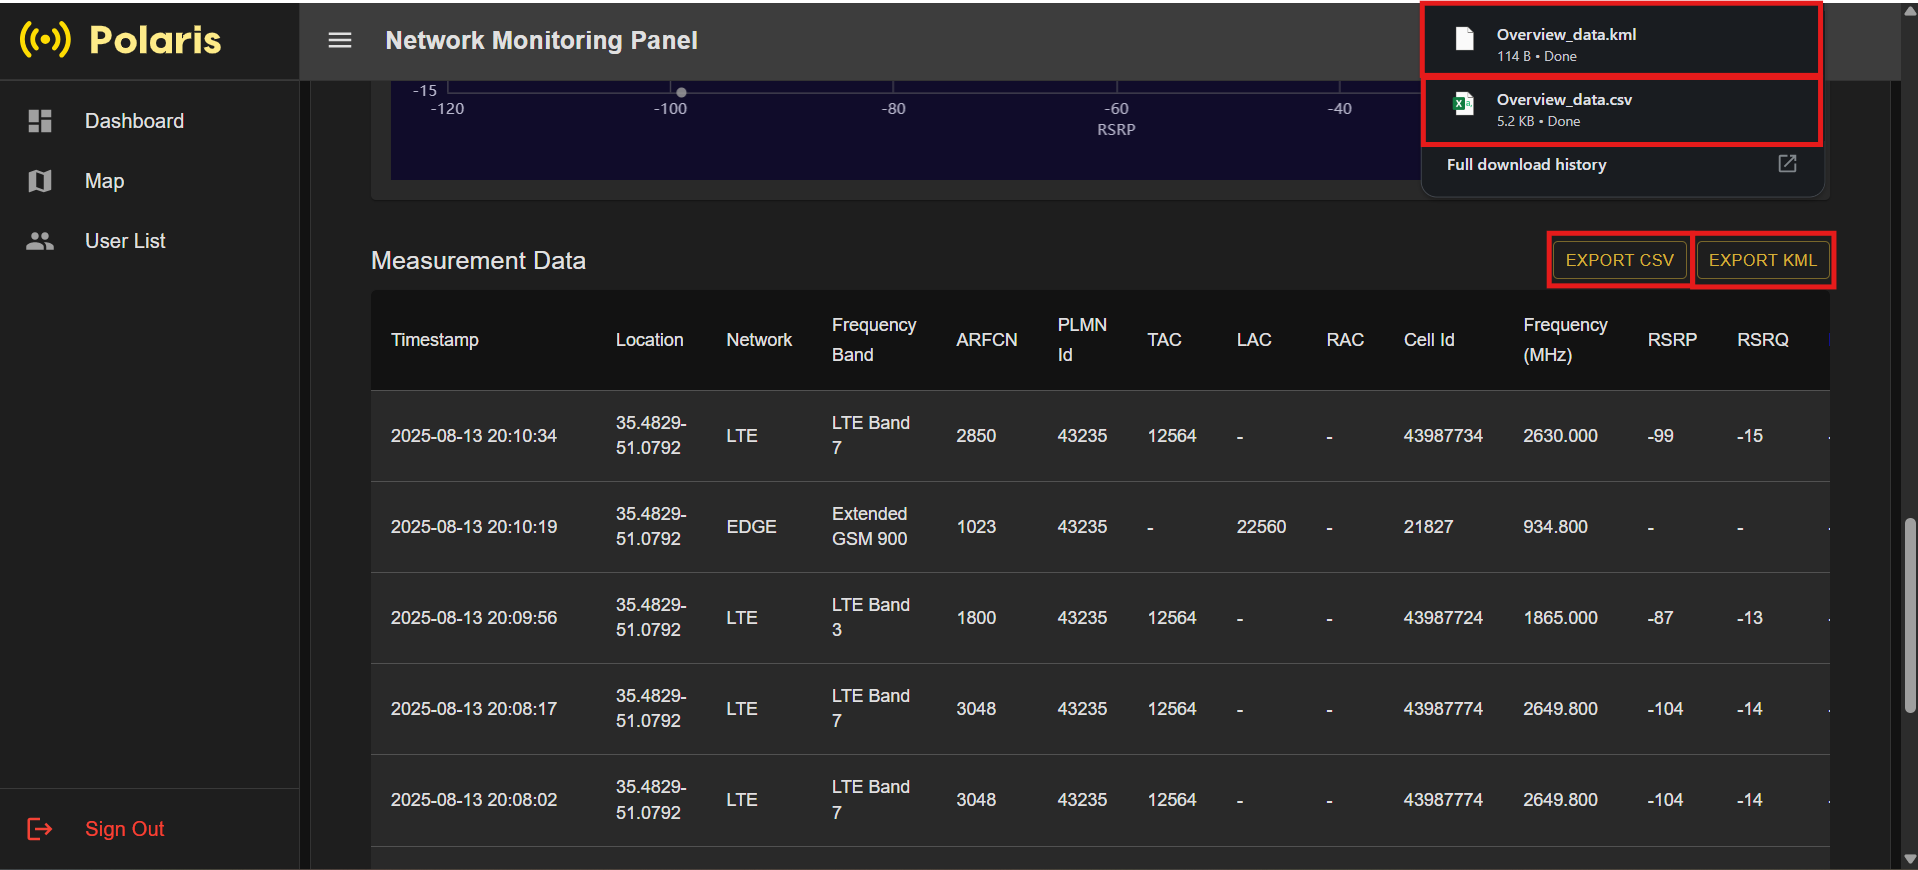 Polaris
Network Monitoring Panel
Overview_data.kml
114 B • Done
Overview_data.csv
5.2 KB • Done
Full download history
Dashboard
Map
User List
Sign Out
-15
-120 -100 -80 -60 -40
RSRP
Measurement Data
EXPORT CSV EXPORT KML
Timestamp Location Network Frequency Band ARFCN PLMN Id TAC LAC RAC Cell Id Frequency (MHz) RSRP RSRQ
2025-08-13 20:10:34 35.4829-51.0792 LTE LTE Band 7 2850 43235 12564 - - 43987734 2630.000 -99 -15
2025-08-13 20:10:19 35.4829-51.0792 EDGE Extended GSM 900 1023 43235 - 22560 - 21827 934.800 - -
2025-08-13 20:09:56 35.4829-51.0792 LTE LTE Band 3 1800 43235 12564 - - 43987724 1865.000 -87 -13
2025-08-13 20:08:17 35.4829-51.0792 LTE LTE Band 7 3048 43235 12564 - - 43987774 2649.800 -104 -14
2025-08-13 20:08:02 35.4829-51.0792 LTE LTE Band 7 3048 43235 12564 - - 43987774 2649.800 -104 -14